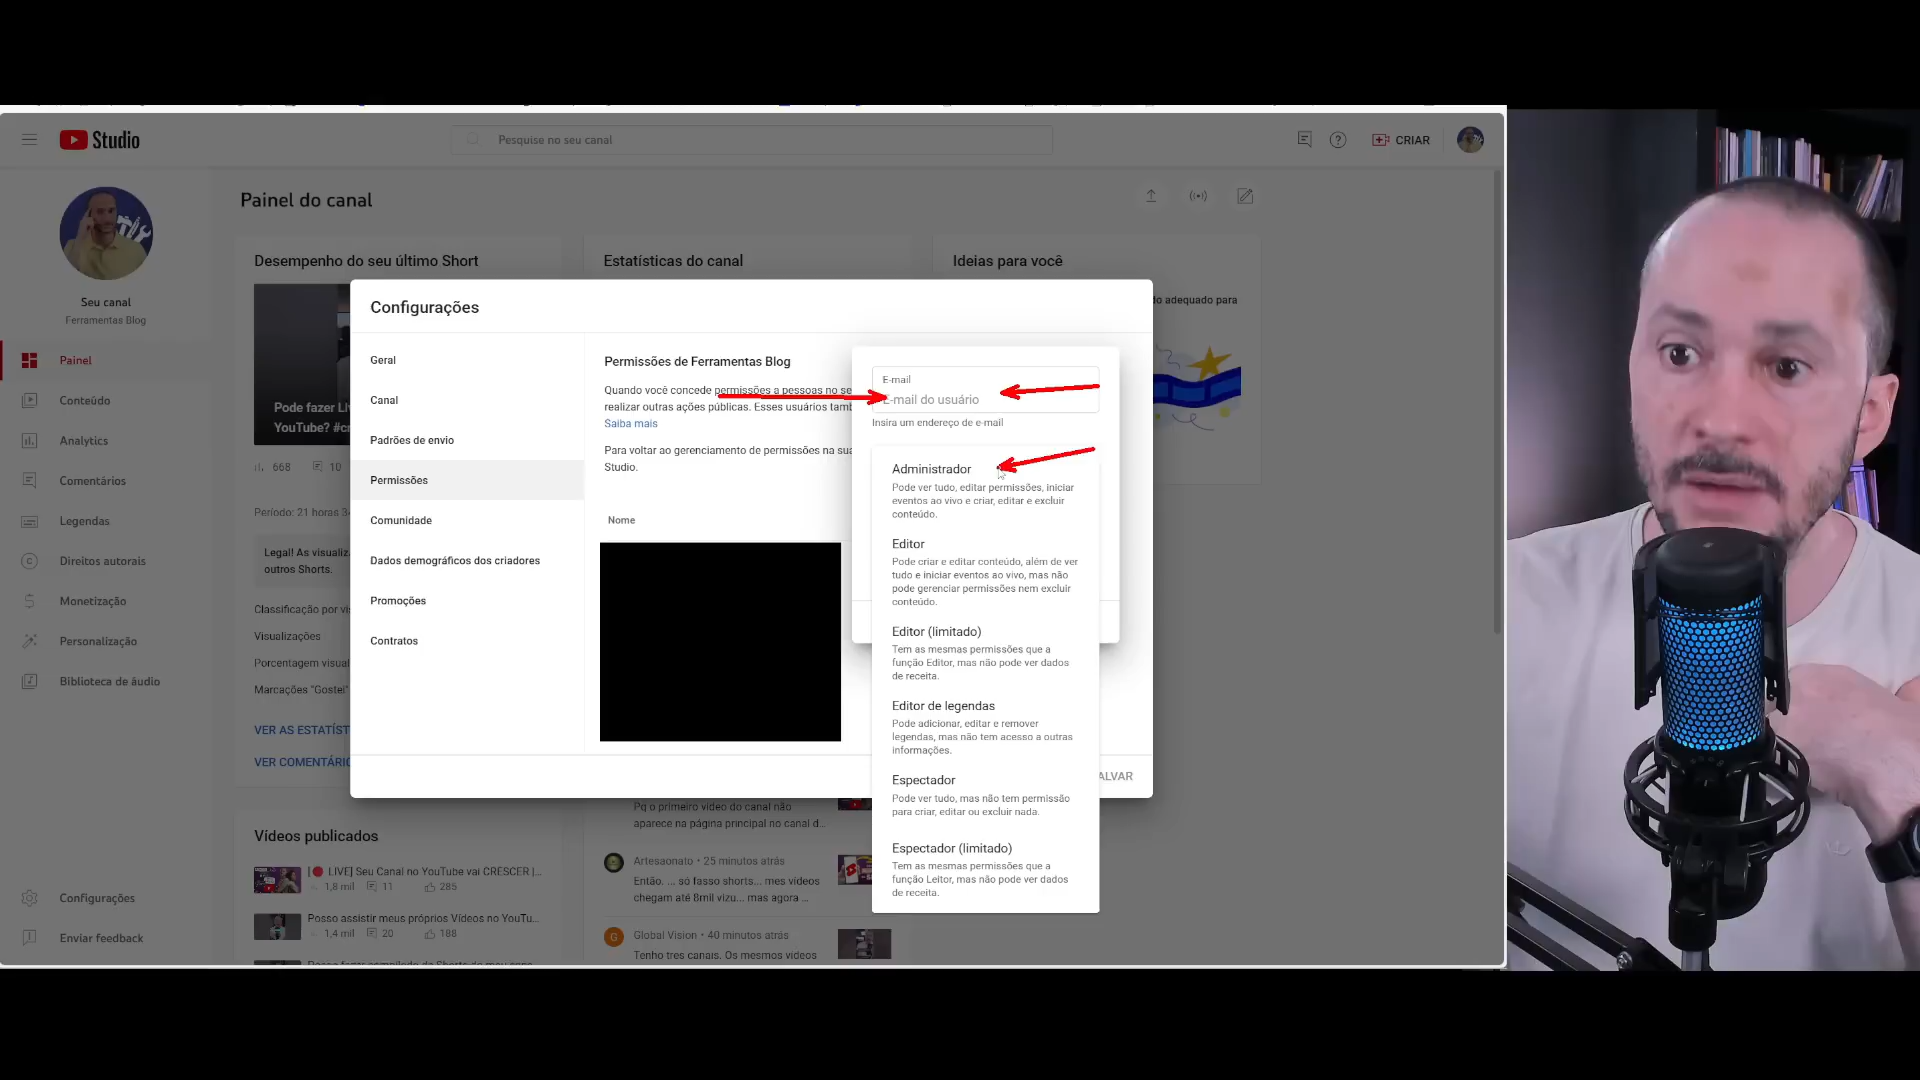 Studio
Pesquise no seu canal
CRIAR
Seu canal
Ferramentas Blog
Painel
Conteúdo
Analytics
Comentários
Legendas
Direitos autorais
Monetização
Personalização
Biblioteca de áudio
Configurações
Enviar feedback
Painel do canal
Desempenho do seu último Short
Pode fazer LI
YouTube? #cr
668
10
Período: 21 horas 34
Legal! As visualiz
outros Shorts.
Classificação por vi
Visualizações
Porcentagem visual
Marcações "Gostei"
VER AS ESTATÍST
VER COMENTÁRIO
Vídeos publicados
[🔴 LIVE] Seu Canal no YouTube vai CRESCER |...
1,8 mil 11 285
Posso assistir meus próprios Vídeos no YouTu...
1,4 mil 20 188
Estatísticas do canal
Ideias para você
do adequado para
Configurações
Geral
Canal
Padrões de envio
Permissões
Comunidade
Dados demográficos dos criadores
Promoções
Contratos
Permissões de Ferramentas Blog
Quando você concede permissões a pessoas no se
realizar outras ações públicas. Esses usuários també
Saiba mais
Para voltar ao gerenciamento de permissões na sua
Studio.
Nome
E-mail
E-mail do usuário
Insira um endereço de e-mail
Administrador
Pode ver tudo, editar permissões, iniciar
eventos ao vivo e criar, editar e excluir
conteúdo.
Editor
Pode criar e editar conteúdo, além de ver
tudo e iniciar eventos ao vivo, mas não
pode gerenciar permissões nem excluir
conteúdo.
Editor (limitado)
Tem as mesmas permissões que a
função Editor, mas não pode ver dados
de receita.
Editor de legendas
Pode adicionar, editar e remover
legendas, mas não tem acesso a outras
informações.
Espectador
Pode ver tudo, mas não tem permissão
para criar, editar ou excluir nada.
Espectador (limitado)
Tem as mesmas permissões que a
função Leitor, mas não pode ver dados
de receita.
ALVAR
Pq o primeiro vídeo do canal não
aparece na página principal no canal d...
Artesaonato • 25 minutos atrás
Então. ... só fasso shorts... mes vídeos
chegam até 8mil vizu... mas agora ...
G
Global Vision • 40 minutos atrás
Tenho tres canais. Os mesmos vídeos